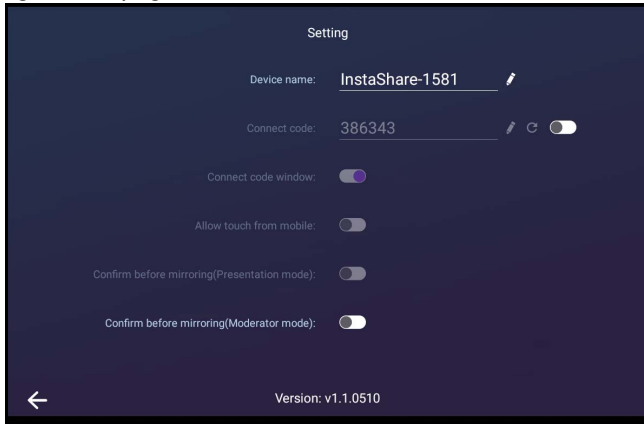 Setting
Device name: InstaShare-1581
Connect code: 386343
Connect code window:
Allow touch from mobile:
Confirm before mirroring(Presentation mode):
Confirm before mirroring(Moderator mode):
Version: v1.1.0510